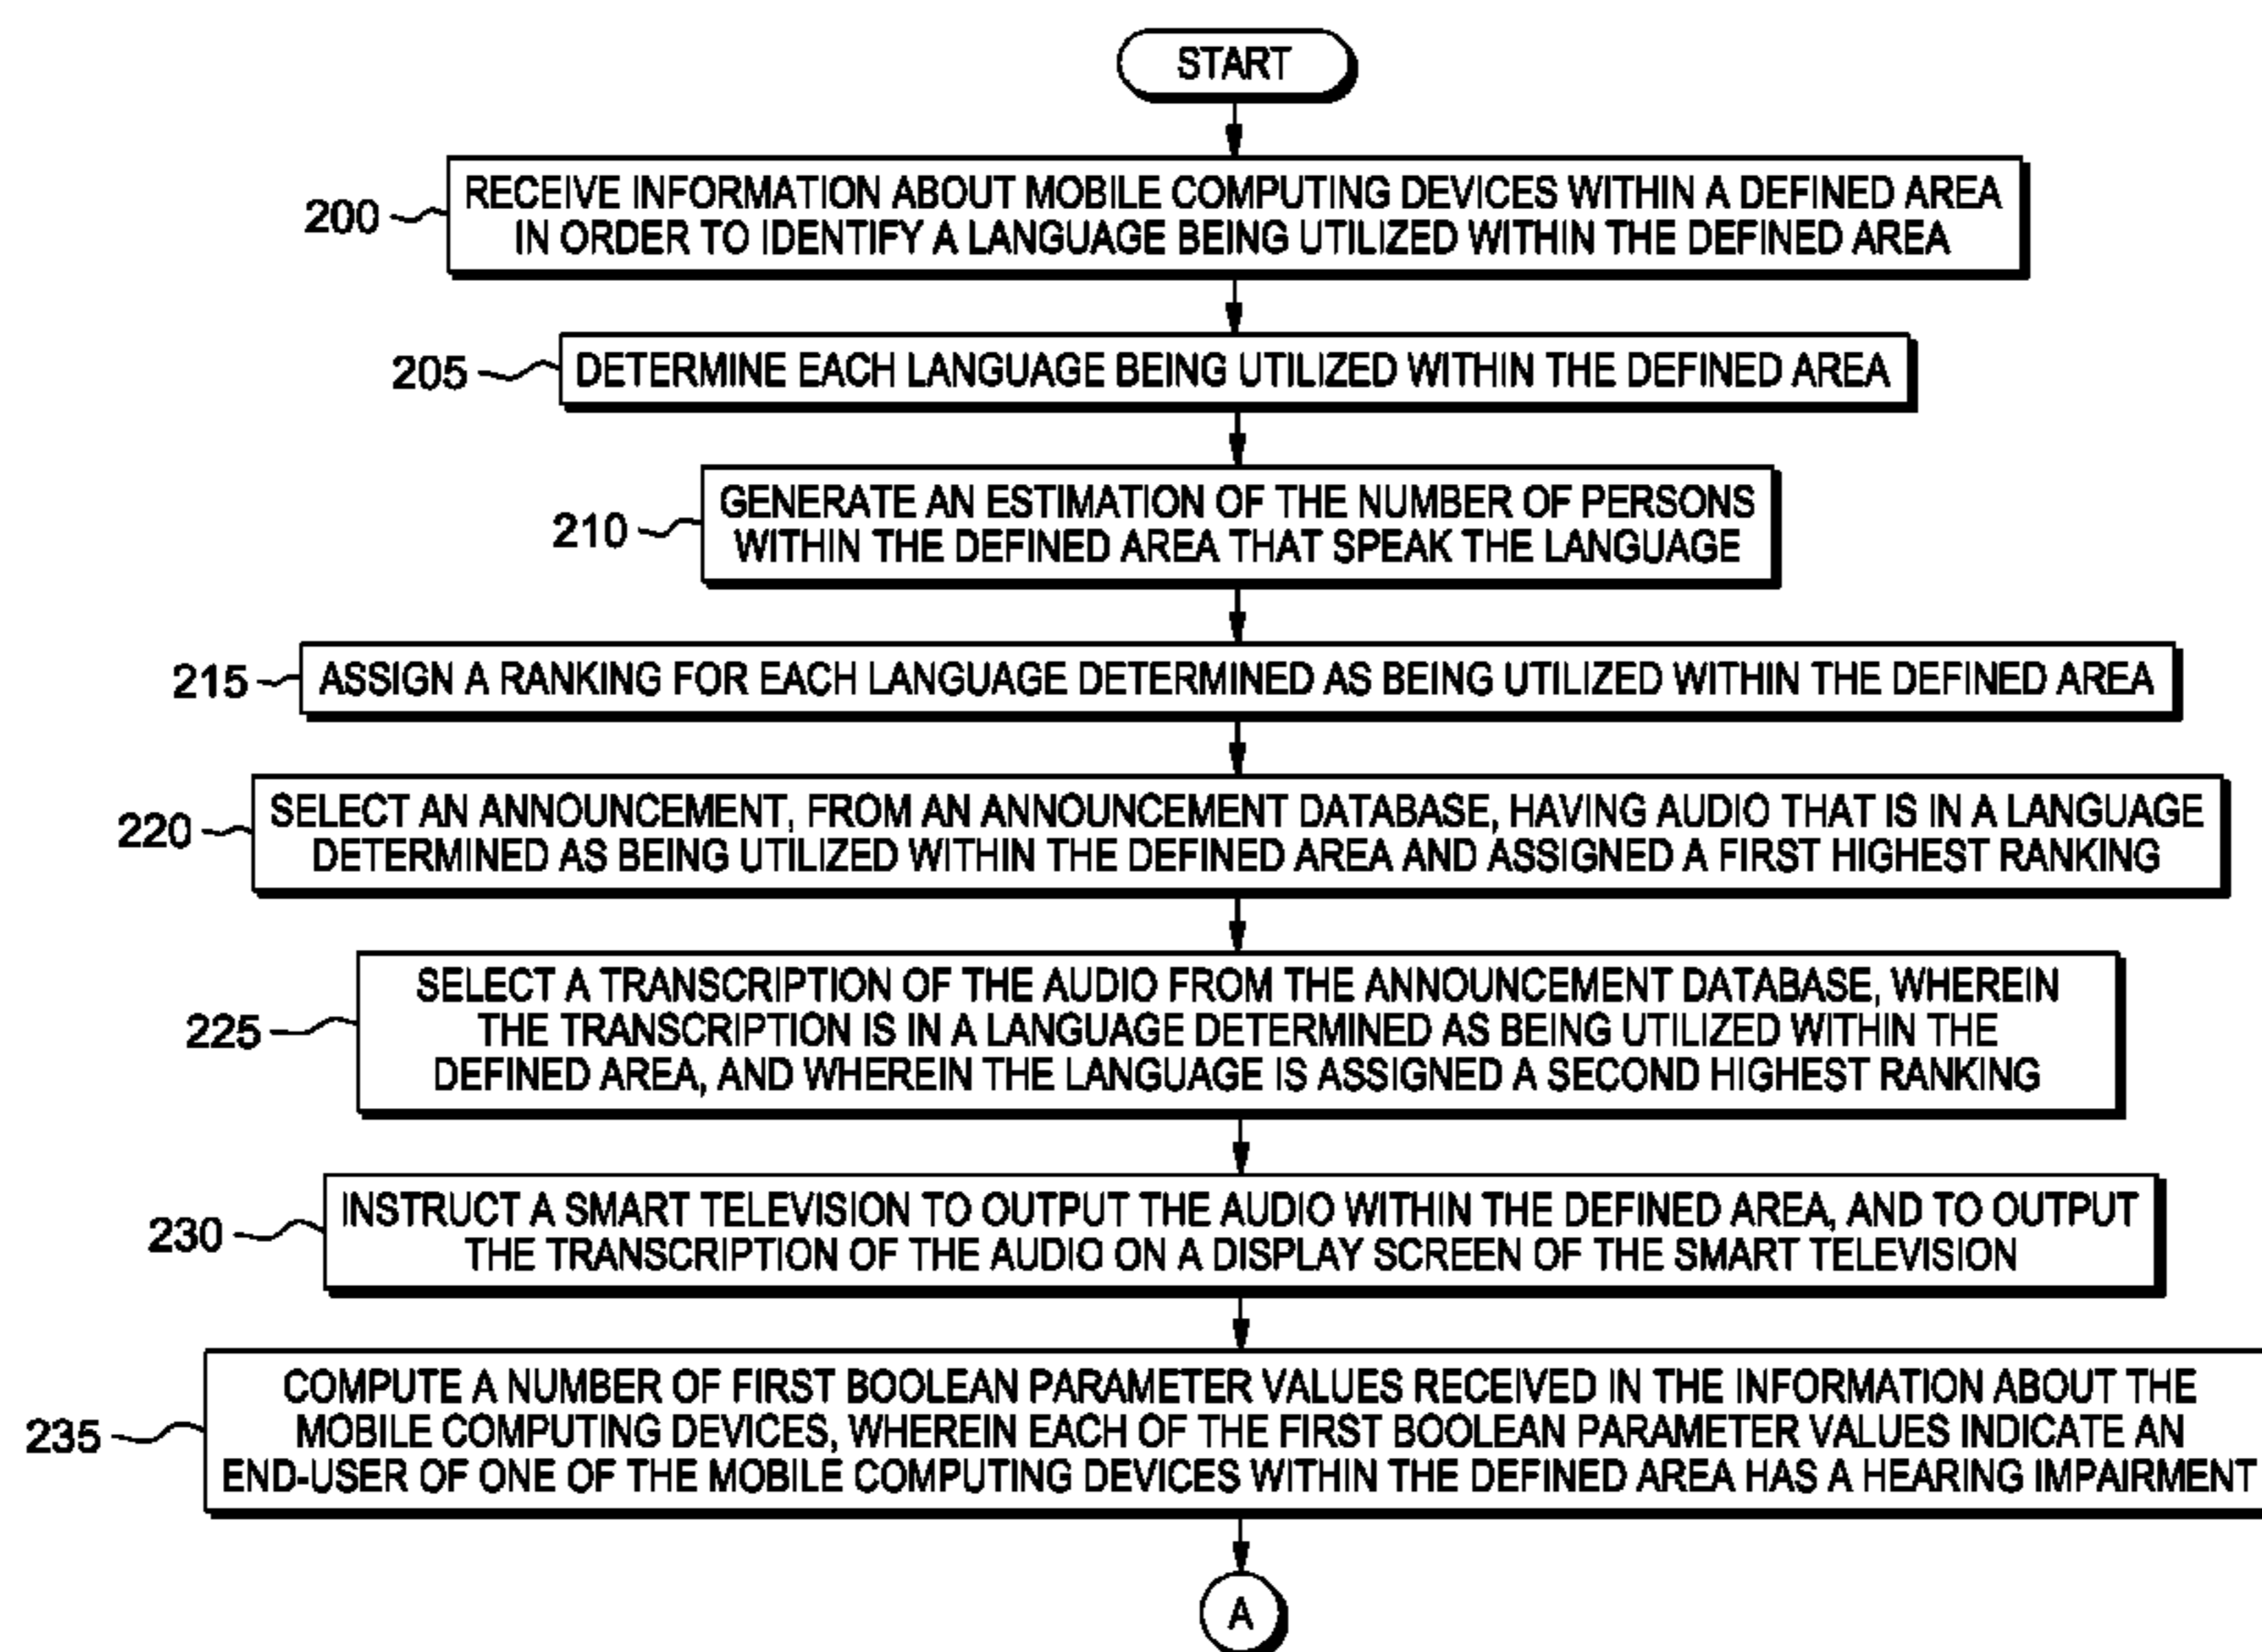 START
200
RECEIVE INFORMATION ABOUT MOBILE COMPUTING DEVICES WITHIN A DEFINED AREA
IN ORDER TO IDENTIFY A LANGUAGE BEING UTILIZED WITHIN THE DEFINED AREA
205
DETERMINE EACH LANGUAGE BEING UTILIZED WITHIN THE DEFINED AREA
210
GENERATE AN ESTIMATION OF THE NUMBER OF PERSONS
WITHIN THE DEFINED AREA THAT SPEAK THE LANGUAGE
215
ASSIGN A RANKING FOR EACH LANGUAGE DETERMINED AS BEING UTILIZED WITHIN THE DEFINED AREA
220
SELECT AN ANNOUNCEMENT, FROM AN ANNOUNCEMENT DATABASE, HAVING AUDIO THAT IS IN A LANGUAGE
DETERMINED AS BEING UTILIZED WITHIN THE DEFINED AREA AND ASSIGNED A FIRST HIGHEST RANKING
225
SELECT A TRANSCRIPTION OF THE AUDIO FROM THE ANNOUNCEMENT DATABASE, WHEREIN
THE TRANSCRIPTION IS IN A LANGUAGE DETERMINED AS BEING UTILIZED WITHIN THE
DEFINED AREA, AND WHEREIN THE LANGUAGE IS ASSIGNED A SECOND HIGHEST RANKING
230
INSTRUCT A SMART TELEVISION TO OUTPUT THE AUDIO WITHIN THE DEFINED AREA, AND TO OUTPUT
THE TRANSCRIPTION OF THE AUDIO ON A DISPLAY SCREEN OF THE SMART TELEVISION
235
COMPUTE A NUMBER OF FIRST BOOLEAN PARAMETER VALUES RECEIVED IN THE INFORMATION ABOUT THE
MOBILE COMPUTING DEVICES, WHEREIN EACH OF THE FIRST BOOLEAN PARAMETER VALUES INDICATE AN
END-USER OF ONE OF THE MOBILE COMPUTING DEVICES WITHIN THE DEFINED AREA HAS A HEARING IMPAIRMENT
A